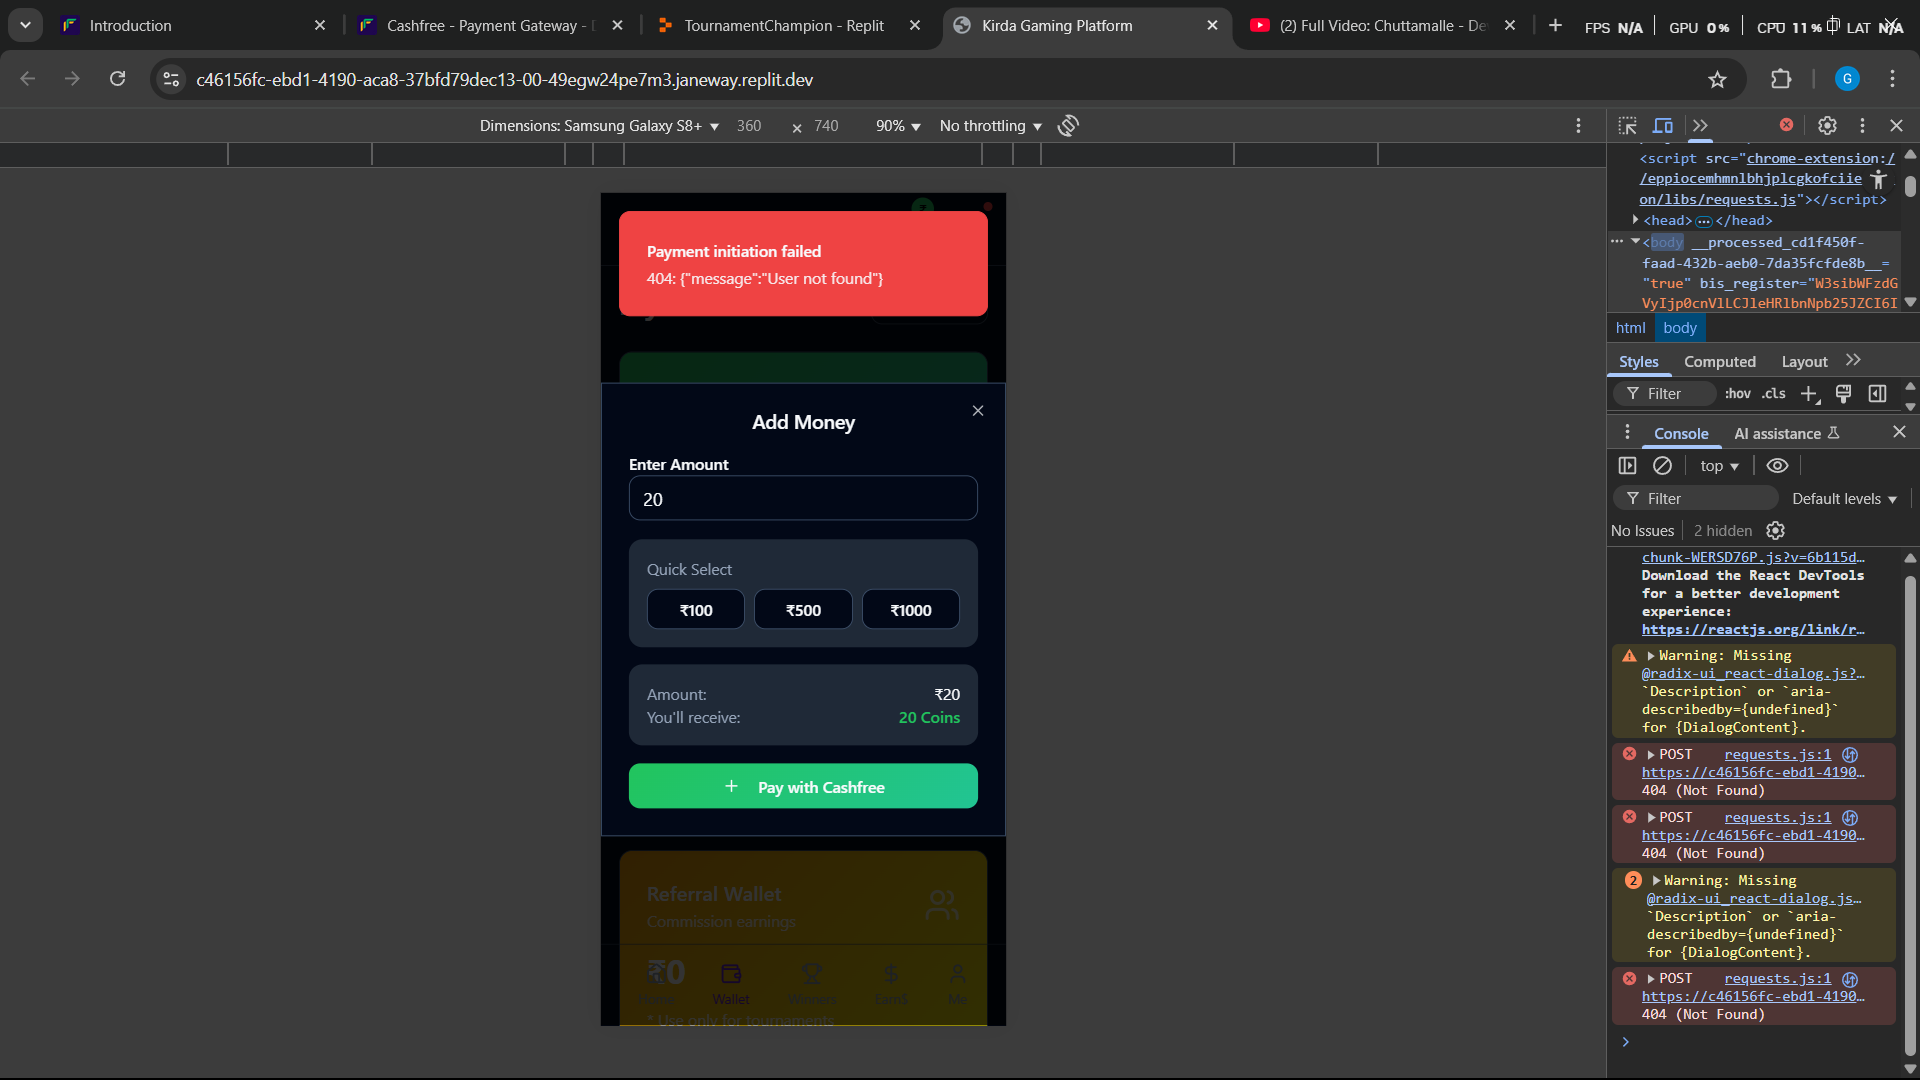 Introduction
Cashfree - Payment Gateway - D
TournamentChampion - Replit
Kirda Gaming Platform
(2) Full Video: Chuttamalle - De
FPS N/A
GPU 0 %
CPU 11 %
LAT N/A
c46156fc-ebd1-4190-aca8-37bfd79dec13-00-49egw24pe7m3.janeway.replit.dev
G
Dimensions: Samsung Galaxy S8+ ▼ 360 × 740 90% ▼ No throttling ▼
Payment initiation failed
404: {"message":"User not found"}
Add Money
Enter Amount
20
Quick Select
₹100
₹500
₹1000
Amount: ₹20
You'll receive: 20 Coins
+ Pay with Cashfree
Referral Wallet
Commission earnings
₹0
Wallet
Winners
Earn$
Me
* Use only for tournaments
<script src="chrome-extension:/
/eppiocemhmnlbhjplcgkofciie
on/libs/requests.js"></script>
<head> ••• </head>
••• <body __processed_cd1f450f-
faad-432b-aeb0-7da35fcfde8b__=
"true" bis_register="W3sibWFzdG
VyIjp0cnVlLCJleHRlbnNpb25JZCI6I
html body
Styles Computed Layout
Filter :hov .cls
Console AI assistance
top ▼
Filter Default levels ▼
No Issues 2 hidden
chunk-WERSD76P.js?v=6b115d…
Download the React DevTools
for a better development
experience:
https://reactjs.org/link/r…
Warning: Missing
@radix-ui_react-dialog.js?…
`Description` or `aria-
describedby={undefined}`
for {DialogContent}.
POST requests.js:1
https://c46156fc-ebd1-4190…
404 (Not Found)
POST requests.js:1
https://c46156fc-ebd1-4190…
404 (Not Found)
2 Warning: Missing
@radix-ui_react-dialog.js…
`Description` or `aria-
describedby={undefined}`
for {DialogContent}.
POST requests.js:1
https://c46156fc-ebd1-4190…
404 (Not Found)